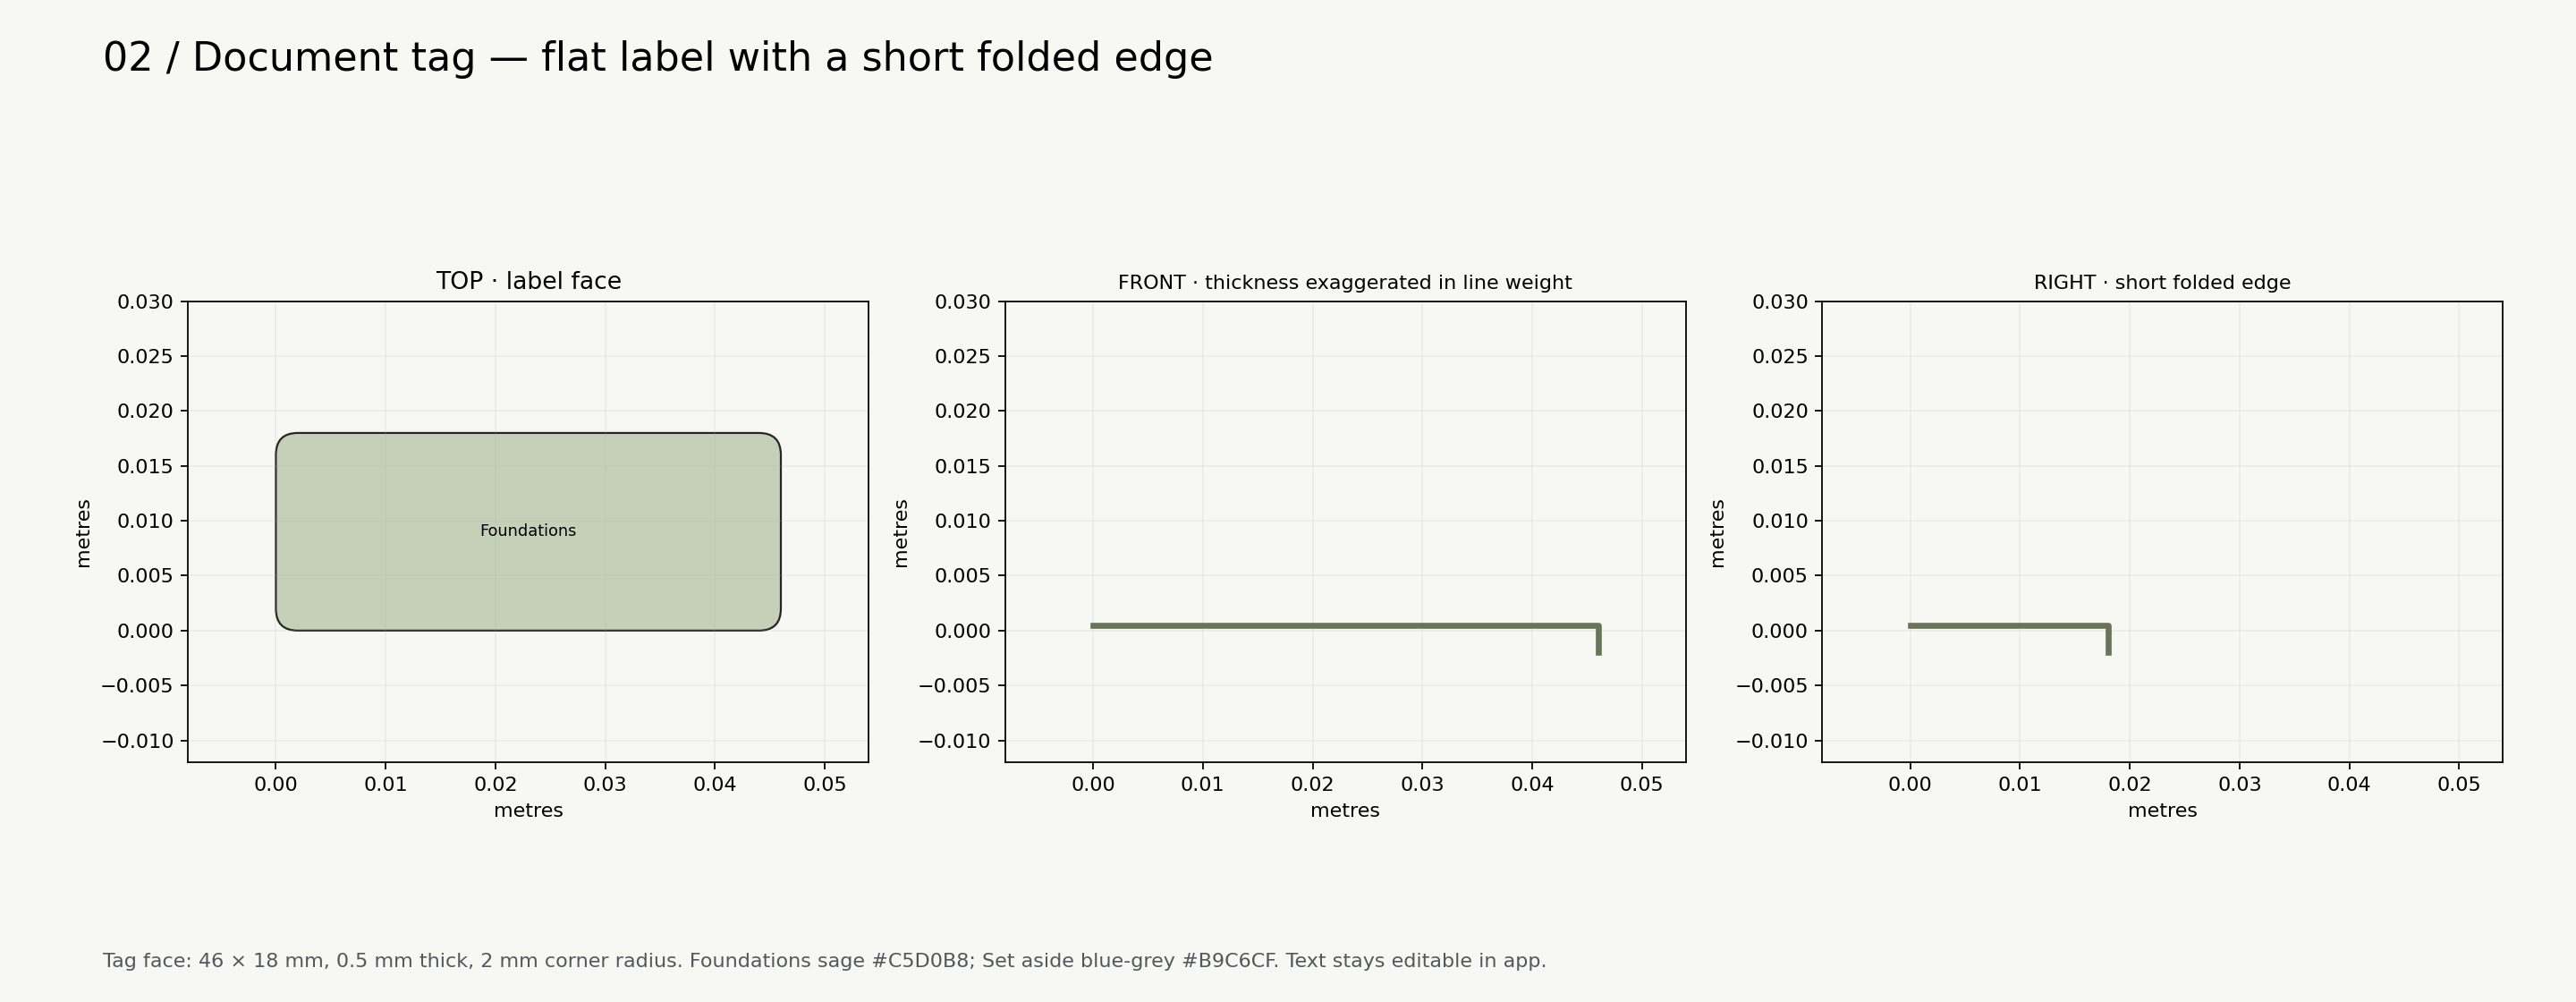 02 / Document tag — flat label with a short folded edge
TOP · label face
0.030
0.025
0.020
0.015
0.010
0.005
0.000
−0.005
−0.010
metres
Foundations
0.00 0.01 0.02 0.03 0.04 0.05
metres
FRONT · thickness exaggerated in line weight
0.030
0.025
0.020
0.015
0.010
0.005
0.000
−0.005
−0.010
metres
0.00 0.01 0.02 0.03 0.04 0.05
metres
RIGHT · short folded edge
0.030
0.025
0.020
0.015
0.010
0.005
0.000
−0.005
−0.010
metres
0.00 0.01 0.02 0.03 0.04 0.05
metres
Tag face: 46 × 18 mm, 0.5 mm thick, 2 mm corner radius. Foundations sage #C5D0B8; Set aside blue-grey #B9C6CF. Text stays editable in app.